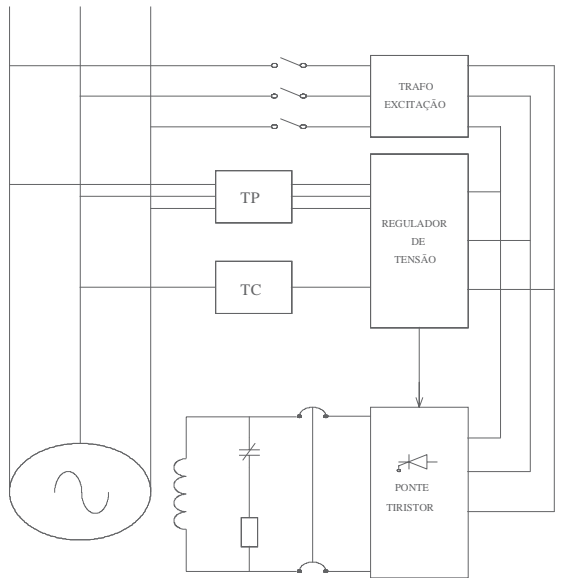 TRAFO
EXCITAÇÃO
TP
REGULADOR
DE
TENSÃO
TC
PONTE
TIRISTOR